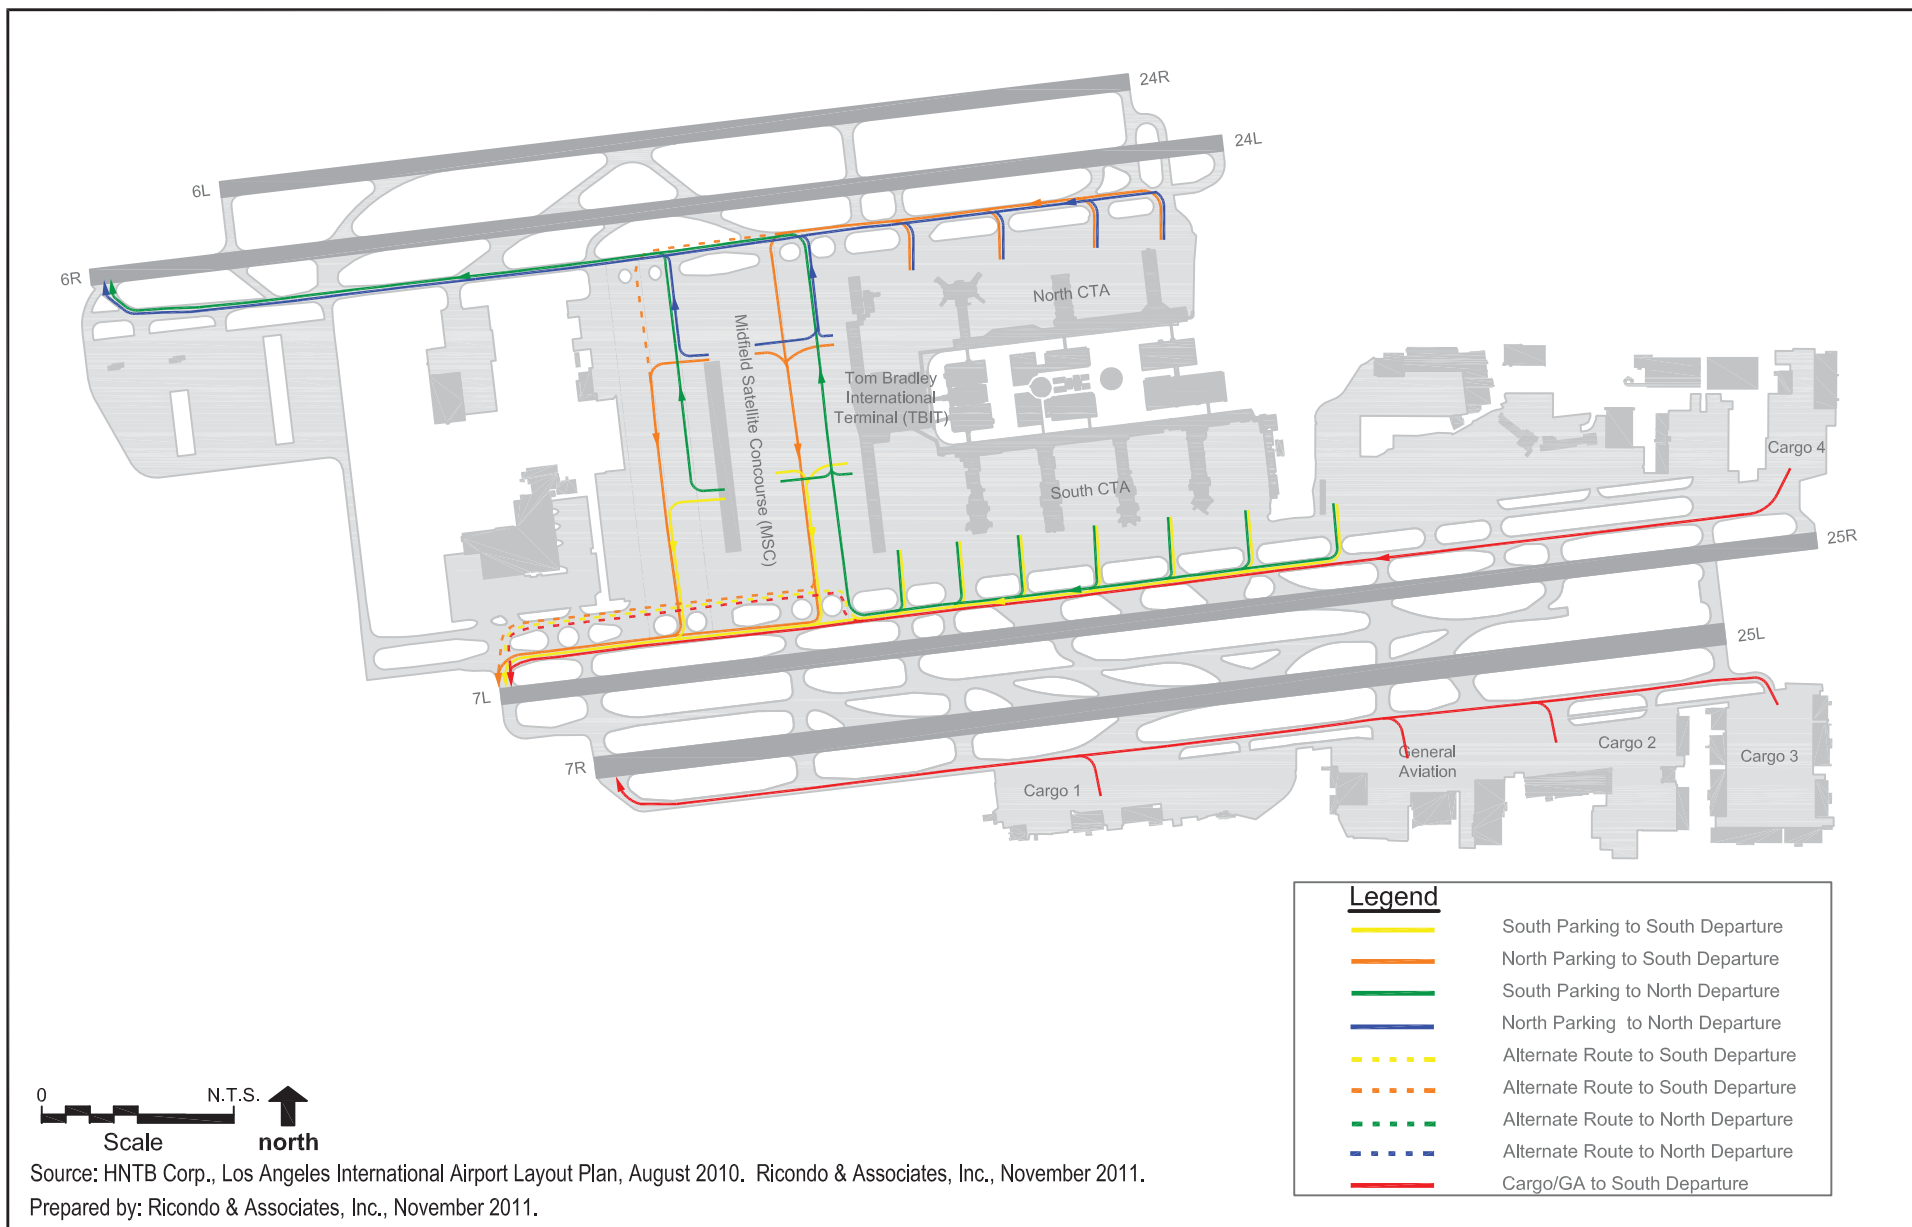 24R
24L
6L
6R
North CTA
Midfield Satellite Concourse (MSC)
Tom Bradley
International
Terminal (TBIT)
South CTA
Cargo 4
25R
25L
7L
7R
General
Aviation
Cargo 1
Cargo 2
Cargo 3
Legend
South Parking to South Departure
North Parking to South Departure
South Parking to North Departure
North Parking to North Departure
Alternate Route to South Departure
Alternate Route to South Departure
Alternate Route to North Departure
Alternate Route to North Departure
Cargo/GA to South Departure
0 N.T.S.
Scale
north
Source: HNTB Corp., Los Angeles International Airport Layout Plan, August 2010. Ricondo & Associates, Inc., November 2011.
Prepared by: Ricondo & Associates, Inc., November 2011.